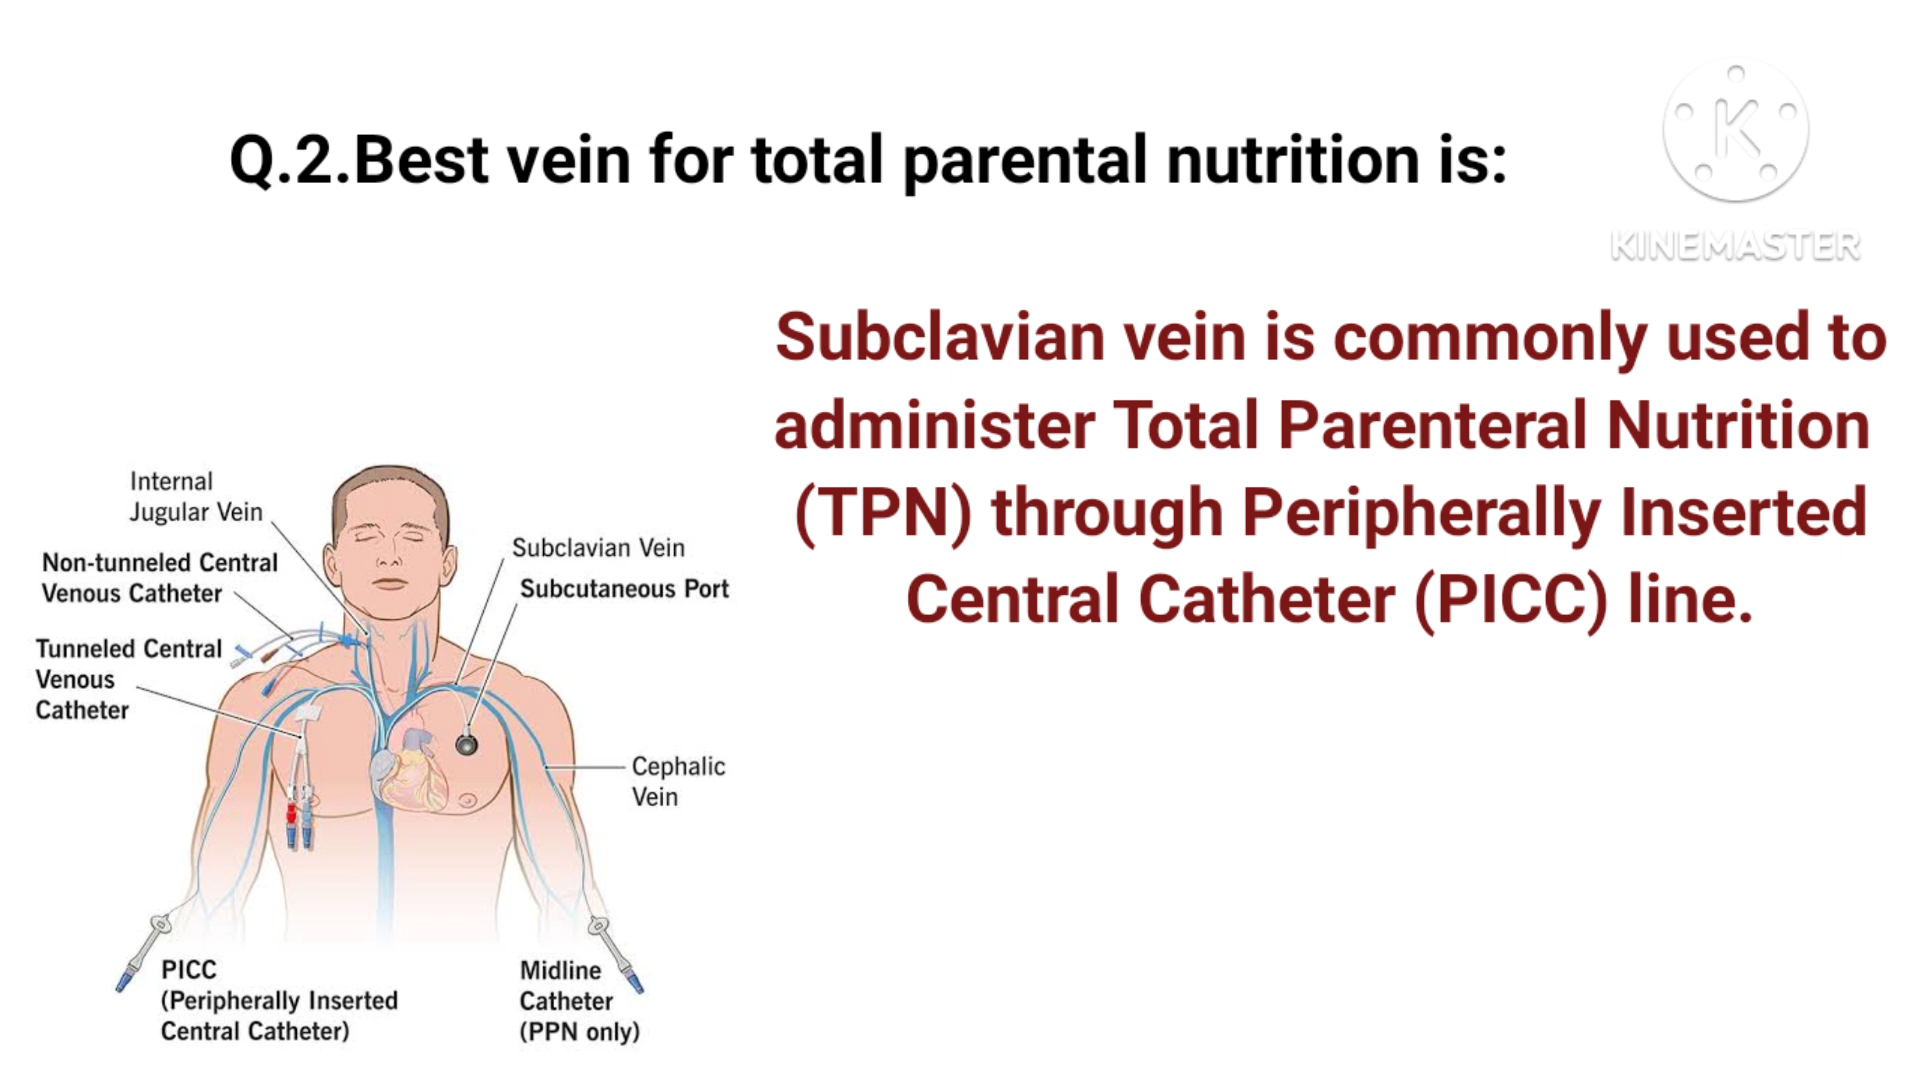 Q.2.Best vein for total parental nutrition is:
K
KINEMASTER
Subclavian vein is commonly used to
administer Total Parenteral Nutrition
(TPN) through Peripherally Inserted
Central Catheter (PICC) line.
Internal
Jugular Vein
Non-tunneled Central
Venous Catheter
Tunneled Central
Venous
Catheter
Subclavian Vein
Subcutaneous Port
Cephalic
Vein
PICC
(Peripherally Inserted
Central Catheter)
Midline
Catheter
(PPN only)